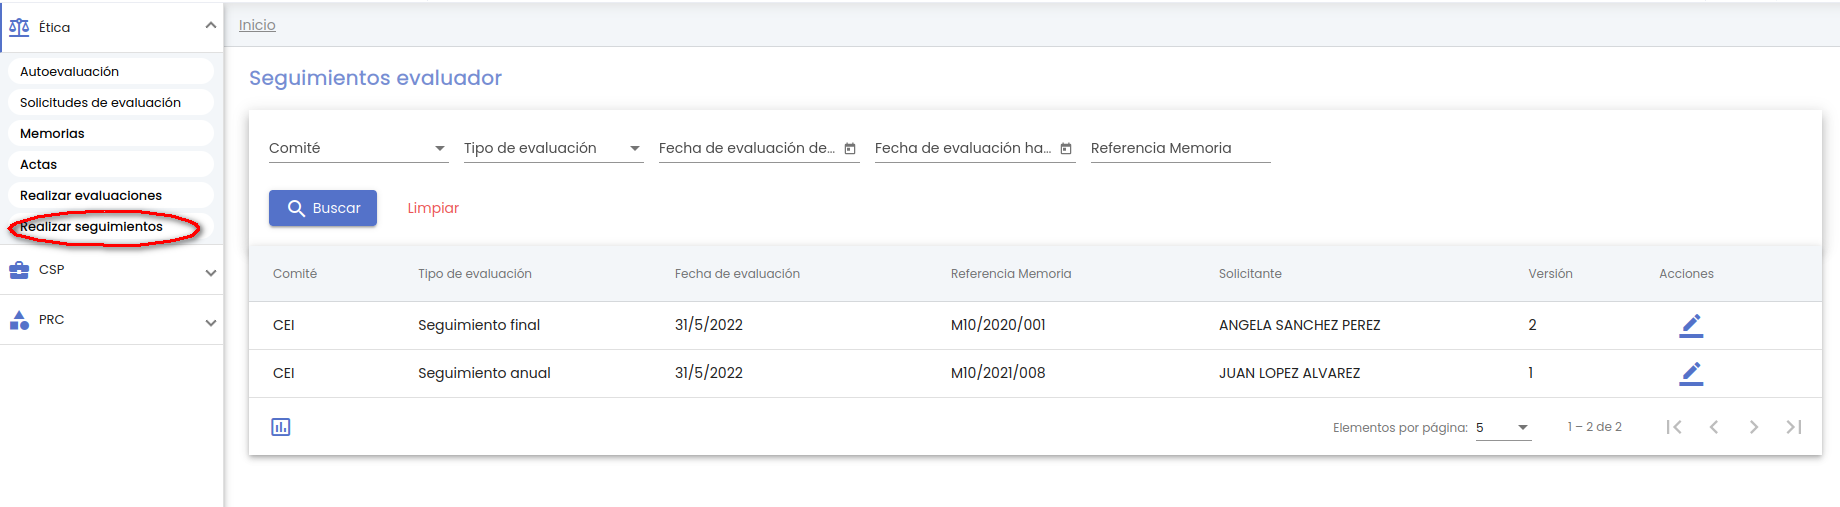 Ética
Autoevaluación
Solicitudes de evaluación
Memorias
Actas
Realizar evaluaciones
Realizar seguimientos
CSP
PRC
Inicio
Seguimientos evaluador
Comité Tipo de evaluación Fecha de evaluación de... Fecha de evaluación ha... Referencia Memoria
Buscar Limpiar
Comité Tipo de evaluación Fecha de evaluación Referencia Memoria Solicitante Versión Acciones
CEI Seguimiento final 31/5/2022 M10/2020/001 ANGELA SANCHEZ PEREZ 2
CEI Seguimiento anual 31/5/2022 M10/2021/008 JUAN LOPEZ ALVAREZ 1
Elementos por página: 5 1 – 2 de 2